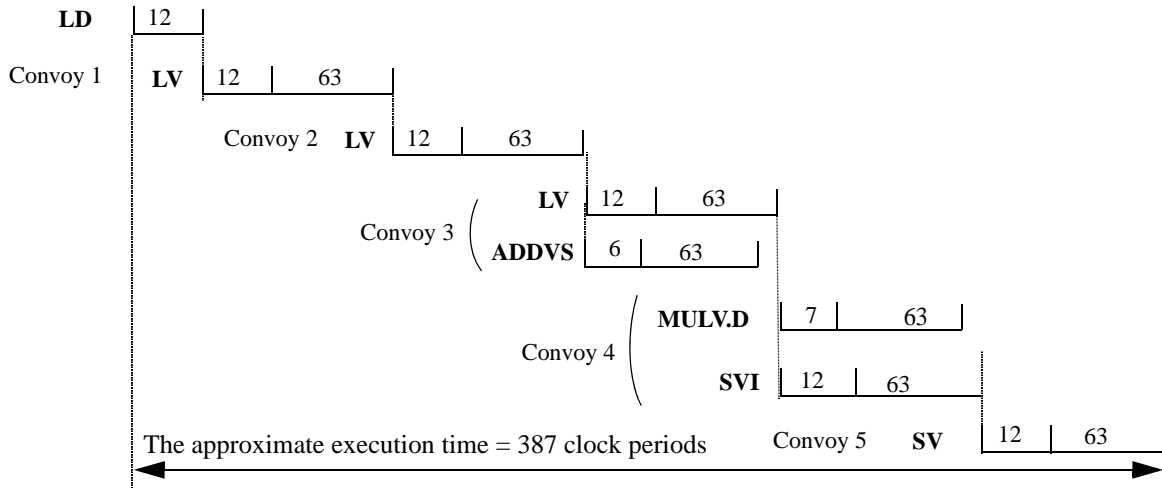 LD 12
Convoy 1 LV 12 63
Convoy 2 LV 12 63
LV 12 63
Convoy 3
ADDVS 6 63
MULV.D 7 63
Convoy 4
SVI 12 63
The approximate execution time = 387 clock periods Convoy 5 SV 12 63